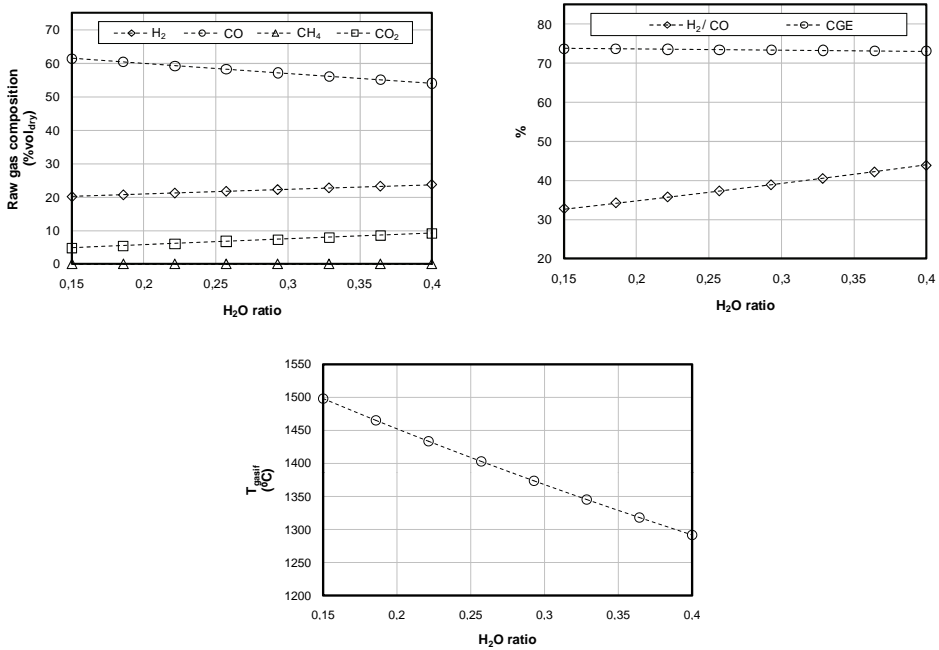 H2 CO CH4 CO2
Raw gas composition
(%voldry)
70
60
50
40
30
20
10
0
0,15 0,2 0,25 0,3 0,35 0,4
H2O ratio
H2/ CO CGE
%
80
70
60
50
40
30
20
0,15 0,2 0,25 0,3 0,35 0,4
H2O ratio
Tgasif
(ºC)
1550
1500
1450
1400
1350
1300
1250
1200
0,15 0,2 0,25 0,3 0,35 0,4
H2O ratio